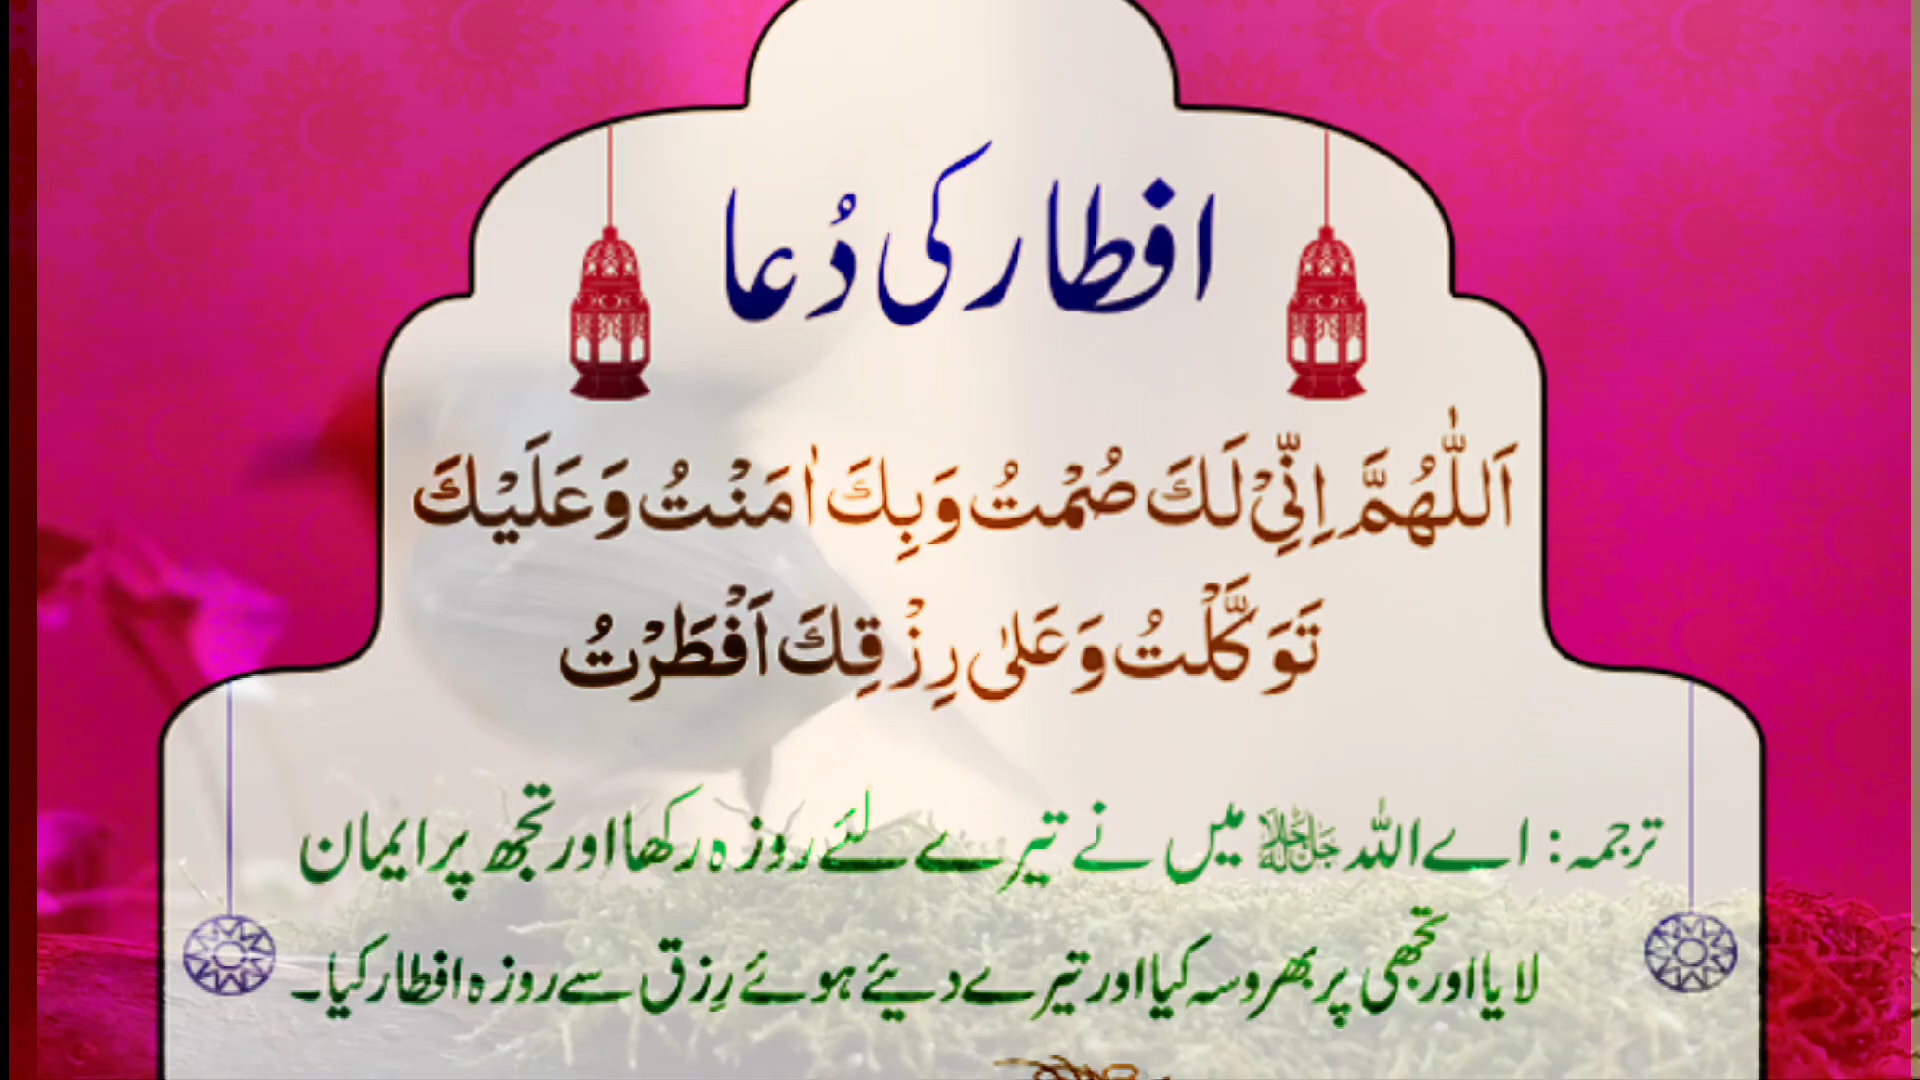 افطار کی دُعا
اَللّٰهُمَّ اِنِّیْ لَکَ صُمْتُ وَبِکَ اٰمَنْتُ وَعَلَیْکَ
تَوَکَّلْتُ وَعَلٰی رِزْقِکَ اَفْطَرْتُ
ترجمہ: اے اللہ جل جلالہ میں نے تیرے لئے روزہ رکھا اور تجھ پر ایمان
لایا اور تجھی پر بھروسہ کیا اور تیرے دیئے ہوئے رِزق سے روزہ افطار کیا۔